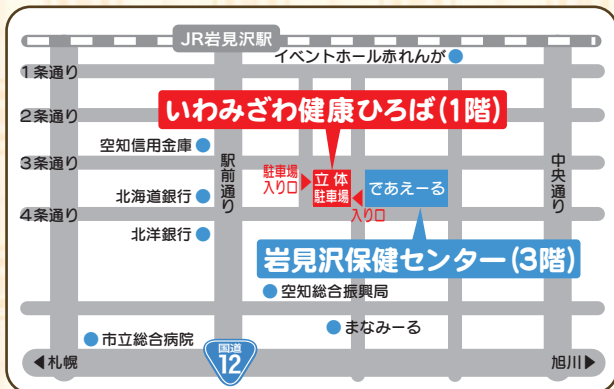 JR岩見沢駅
イベントホール赤れんが
1条通り
2条通り
いわみざわ健康ひろば(1階)
空知信用金庫
3条通り
駅前通り
中央通り
駐車場
入り口
立体
駐車場
であえーる
北海道銀行
入り口
4条通り
北洋銀行
岩見沢保健センター(3階)
空知総合振興局
まなみーる
市立総合病院
国道
12
◀札幌
旭川▶